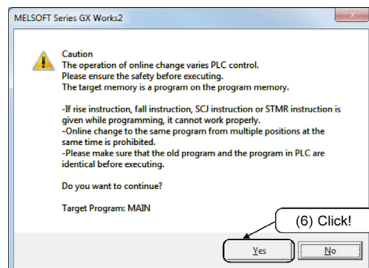 MELSOFT Series GX Works2
Caution
The operation of online change varies PLC control.
Please ensure the safety before executing.
The target memory is a program on the program memory.
-If rise instruction, fall instruction, SCJ instruction or STMR instruction is
given while programming, it cannot work properly.
-Online change to the same program from multiple positions at the
same time is prohibited.
-Please make sure that the old program and the program in PLC are
identical before executing.
Do you want to continue?
Target Program: MAIN
(6) Click!
Yes No